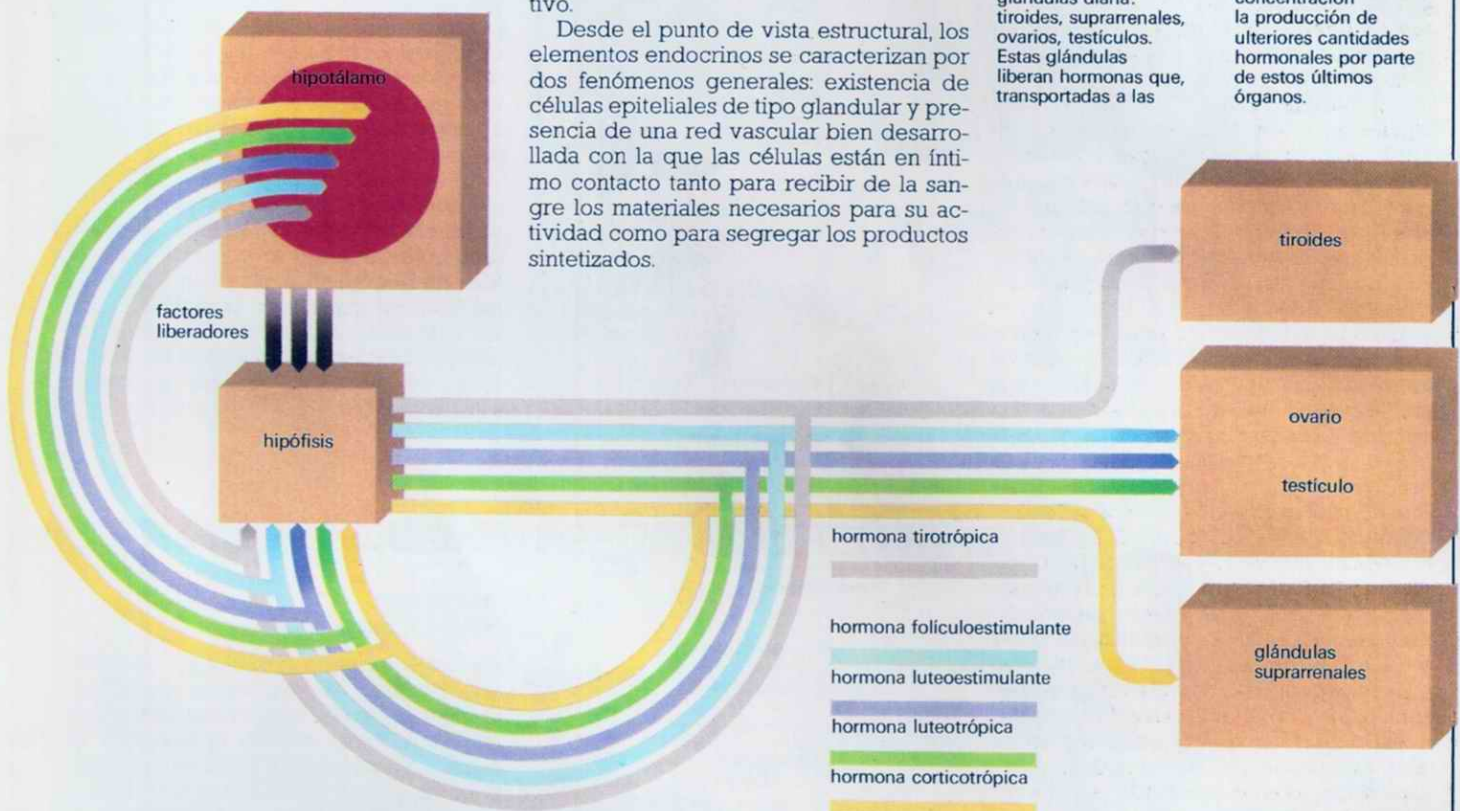 tivo.
Desde el punto de vista estructural, los
elementos endocrinos se caracterizan por
dos fenómenos generales: existencia de
células epiteliales de tipo glandular y pre-
sencia de una red vascular bien desarro-
llada con la que las células están en ínti-
mo contacto tanto para recibir de la san-
gre los materiales necesarios para su ac-
tividad como para segregar los productos
sintetizados.
glándulas diana:
tiroides, suprarrenales,
ovarios, testículos.
Estas glándulas
liberan hormonas que,
transportadas a las
concentración
la producción de
ulteriores cantidades
hormonales por parte
de estos últimos
órganos.
hipotálamo
factores
liberadores
hipófisis
tiroides
ovario
testículo
glándulas
suprarrenales
hormona tirotrópica
hormona folículoestimulante
hormona luteoestimulante
hormona luteotrópica
hormona corticotrópica